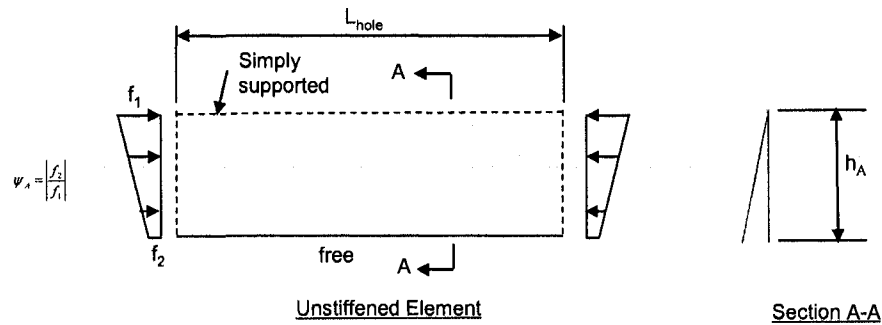 L_hole
Simply
supported
A
f_1
ψ_A = |f_2/f_1|
h_A
f_2
free
A
Unstiffened Element
Section A-A